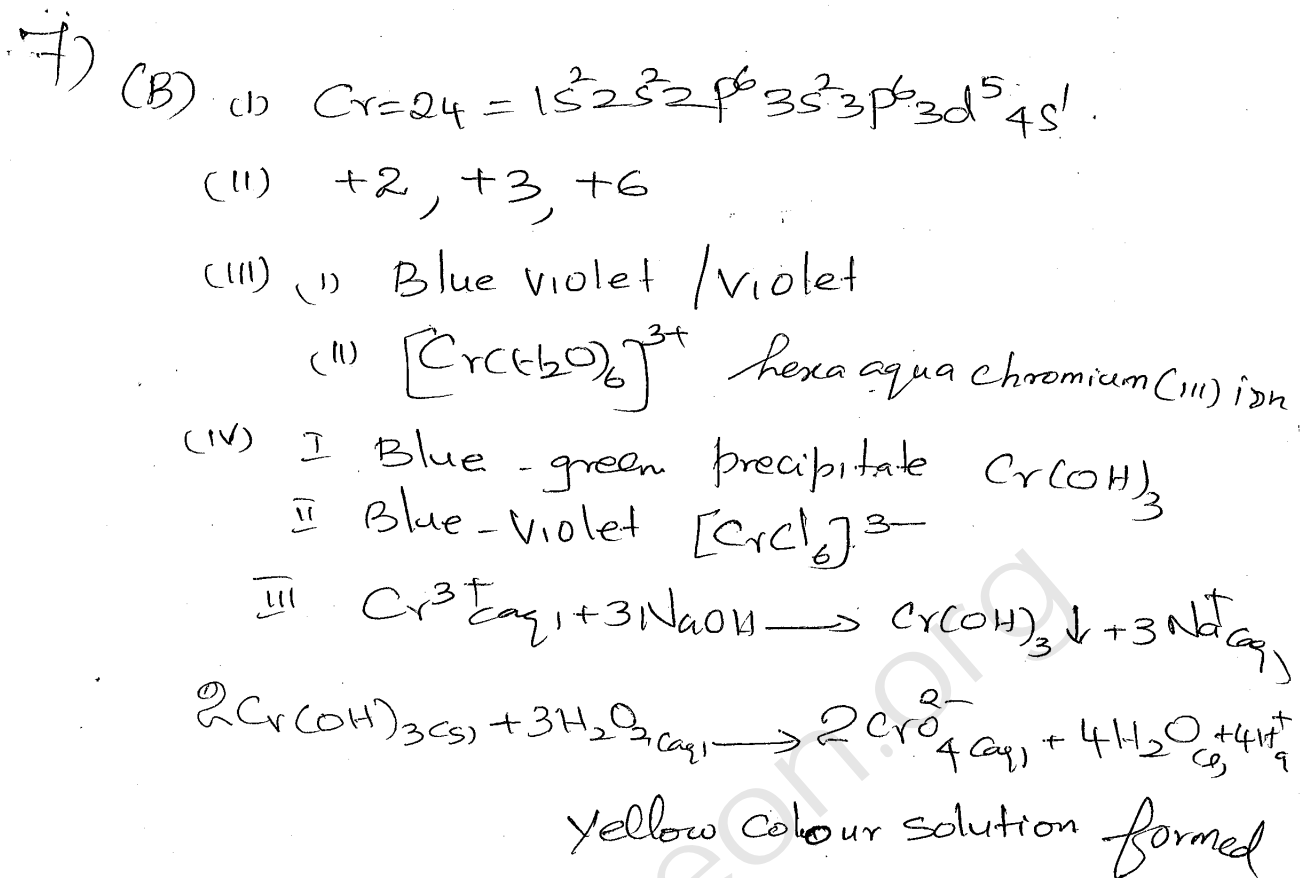 7) (B) (I) Cr=24 = 1s²2s²2p⁶3s²3p⁶3d⁵4s¹.
(II) +2, +3, +6
(III) (I) Blue violet / violet
(II) [Cr(H₂O)₆]³⁺ hexa aqua chromium (III) ion
(IV) I Blue-green precipitate Cr(OH)₃
II Blue-Violet [CrCl₆]³⁻
III Cr³⁺(aq) + 3NaOH → Cr(OH)₃↓ + 3Na⁺(aq)
2Cr(OH)₃(s) + 3H₂O₂(aq) → 2CrO₄²⁻(aq) + 4H₂O(l) + 4H⁺q
Yellow colour solution formed
eon.org